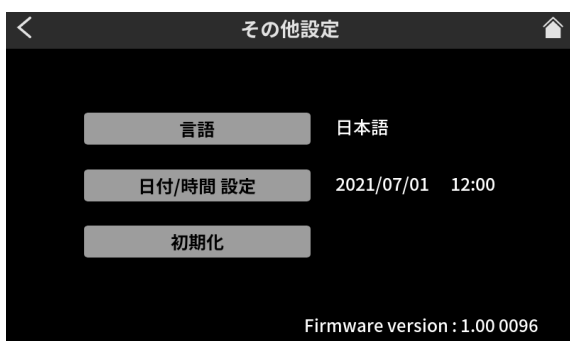 その他設定
言語 日本語
日付/時間 設定 2021/07/01 12:00
初期化
Firmware version : 1.00 0096